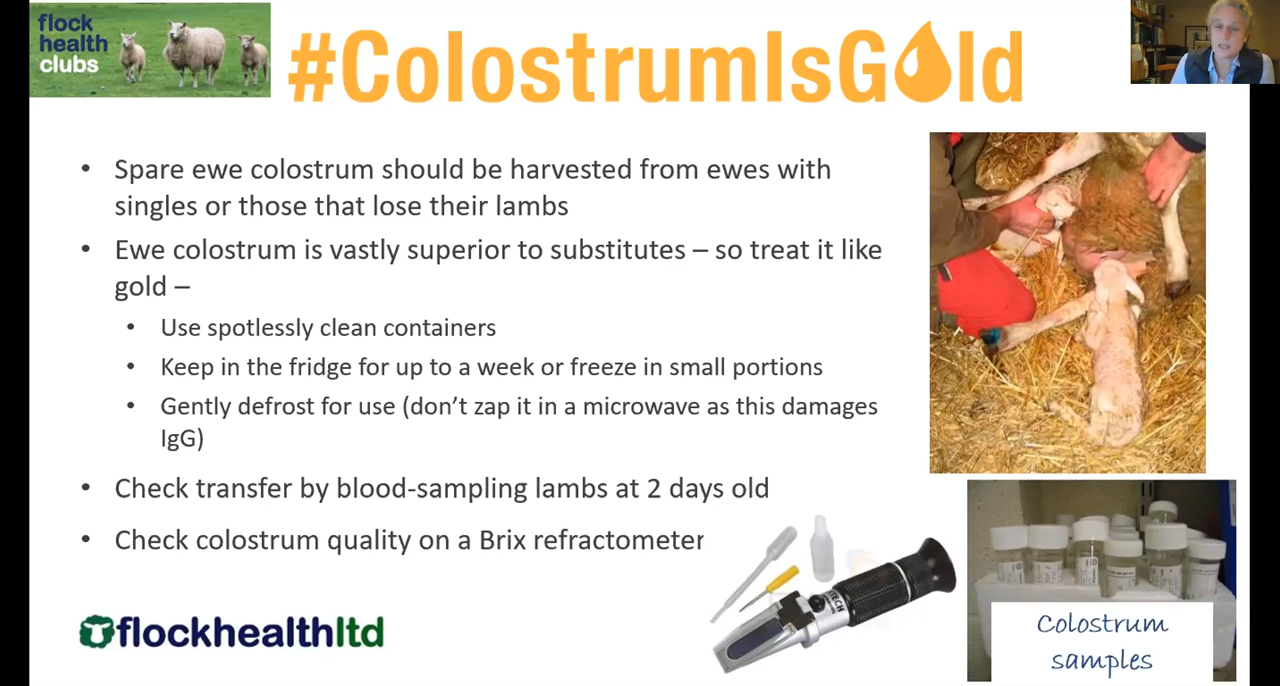 flock
health
clubs
#ColostrumIsGold
• Spare ewe colostrum should be harvested from ewes with
singles or those that lose their lambs
• Ewe colostrum is vastly superior to substitutes – so treat it like
gold –
• Use spotlessly clean containers
• Keep in the fridge for up to a week or freeze in small portions
• Gently defrost for use (don't zap it in a microwave as this damages
IgG)
• Check transfer by blood-sampling lambs at 2 days old
• Check colostrum quality on a Brix refractometer
flockhealthltd
Colostrum
samples